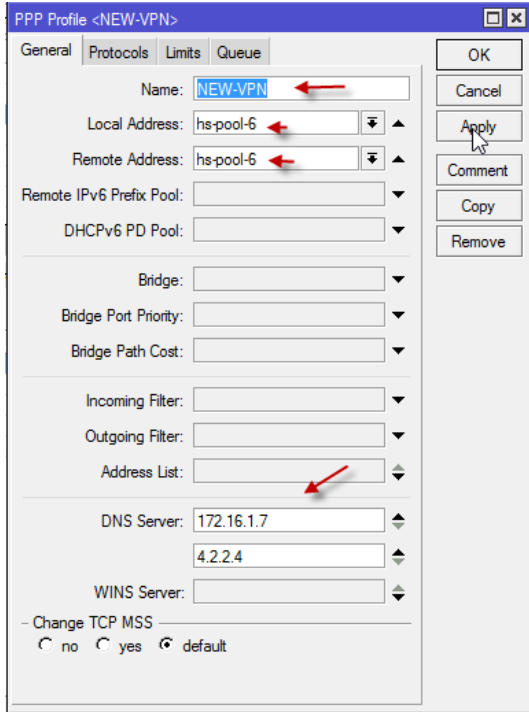 PPP Profile <NEW-VPN>
General Protocols Limits Queue
Name: NEW-VPN
Local Address: hs-pool-6
Remote Address: hs-pool-6
Remote IPv6 Prefix Pool:
DHCPv6 PD Pool:
Bridge:
Bridge Port Priority:
Bridge Path Cost:
Incoming Filter:
Outgoing Filter:
Address List:
DNS Server: 172.16.1.7
4.2.2.4
WINS Server:
Change TCP MSS
no yes default
OK
Cancel
Apply
Comment
Copy
Remove